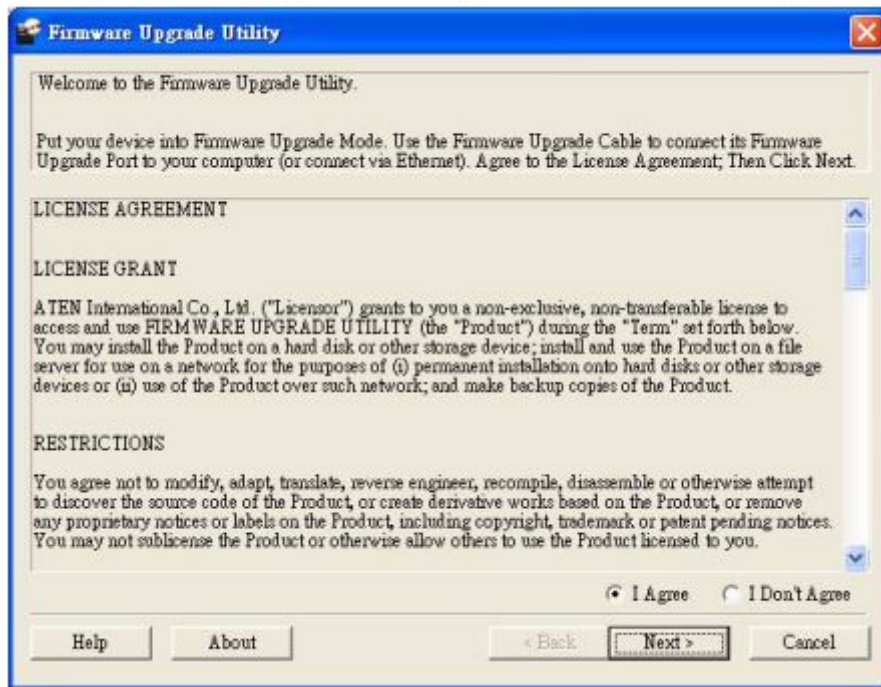 Firmware Upgrade Utility
Welcome to the Firmware Upgrade Utility.
Put your device into Firmware Upgrade Mode. Use the Firmware Upgrade Cable to connect its Firmware
Upgrade Port to your computer (or connect via Ethernet). Agree to the License Agreement; Then Click Next.
LICENSE AGREEMENT
LICENSE GRANT
ATEN International Co., Ltd. ("Licensor") grants to you a non-exclusive, non-transferable license to
access and use FIRMWARE UPGRADE UTILITY (the "Product") during the "Term" set forth below.
You may install the Product on a hard disk or other storage device; install and use the Product on a file
server for use on a network for the purposes of (i) permanent installation onto hard disks or other storage
devices or (ii) use of the Product over such network; and make backup copies of the Product.
RESTRICTIONS
You agree not to modify, adapt, translate, reverse engineer, recompile, disassemble or otherwise attempt
to discover the source code of the Product, or create derivative works based on the Product, or remove
any proprietary notices or labels on the Product, including copyright, trademark or patent pending notices.
You may not sublicense the Product or otherwise allow others to use the Product licensed to you.
I Agree I Don't Agree
Help About < Back Next > Cancel